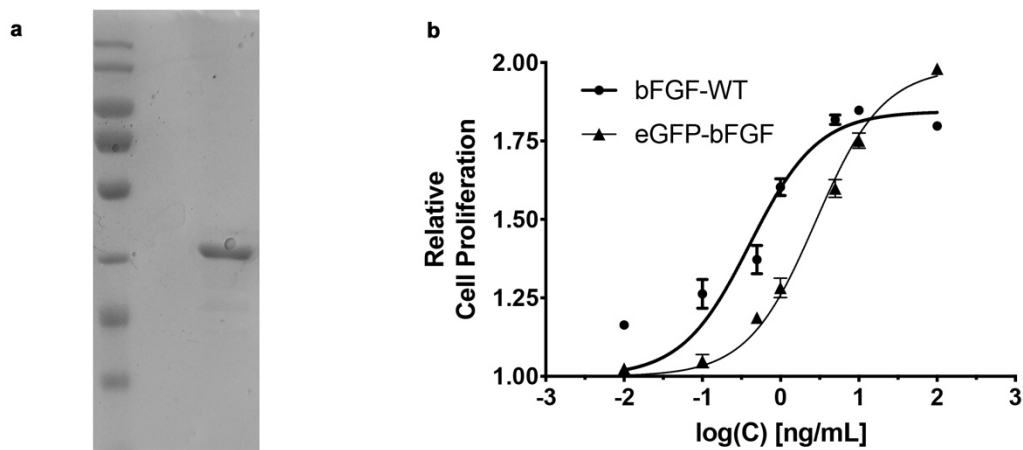 a
b
2.00
1.75
1.50
1.25
1.00
Relative
Cell Proliferation
bFGF-WT
eGFP-bFGF
-3 -2 -1 0 1 2 3
log(C) [ng/mL]